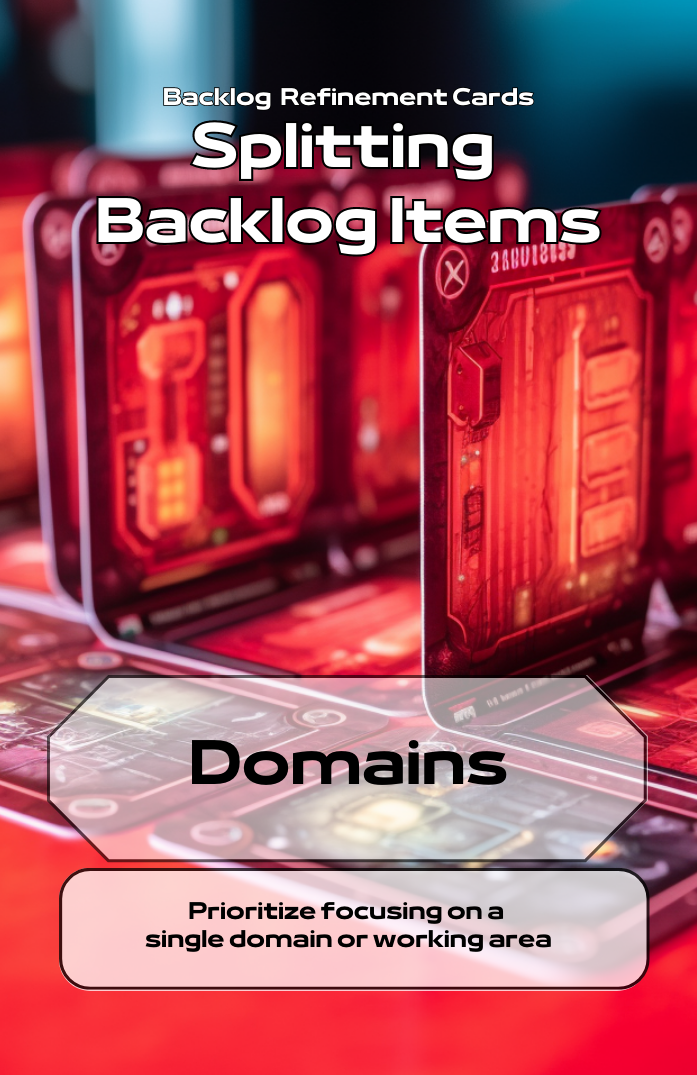 Backlog Refinement Cards
Splitting
Backlog Items
Domains
Prioritize focusing on a
single domain or working area